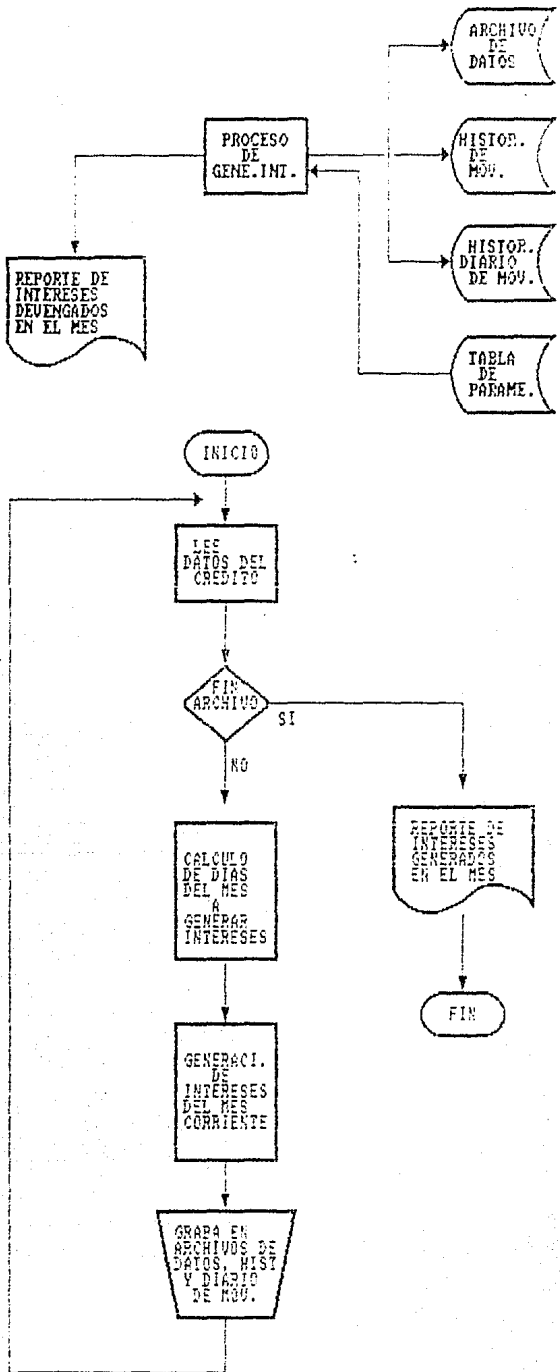 ARCHIVO
DE
DATOS
PROCESO
DE
GENE.INT.
HISTOR.
DE
MOV.
REPORTE DE
INTERESES
DEVENGADOS
EN EL MES
HISTOR.
DIARIO
DE MOV.
TABLA
DE
PARAME.
INICIO
LEE
DATOS DEL
CREDITO
FIN
ARCHIVO
SI
NO
CALCULO
DE DIAS
DEL MES
A
GENERAR
INTERESES
REPORTE DE
INTERESES
GENERADOS
EN EL MES
FIN
GENERACI.
DE
INTERESES
DEL MES
CORRIENTE
GRABA EN
ARCHIVOS DE
DATOS, HIST
Y DIARIO
DE MOV.